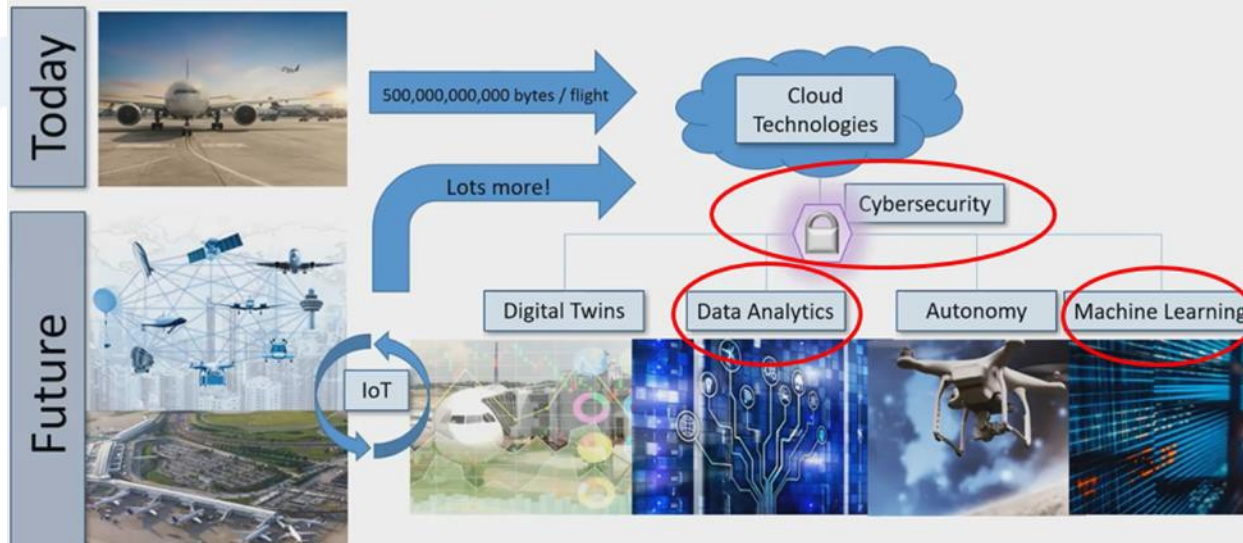 Today
500,000,000,000 bytes / flight
Cloud
Technologies
Lots more!
Cybersecurity
Future
Digital Twins
Data Analytics
Autonomy
Machine Learning
IoT